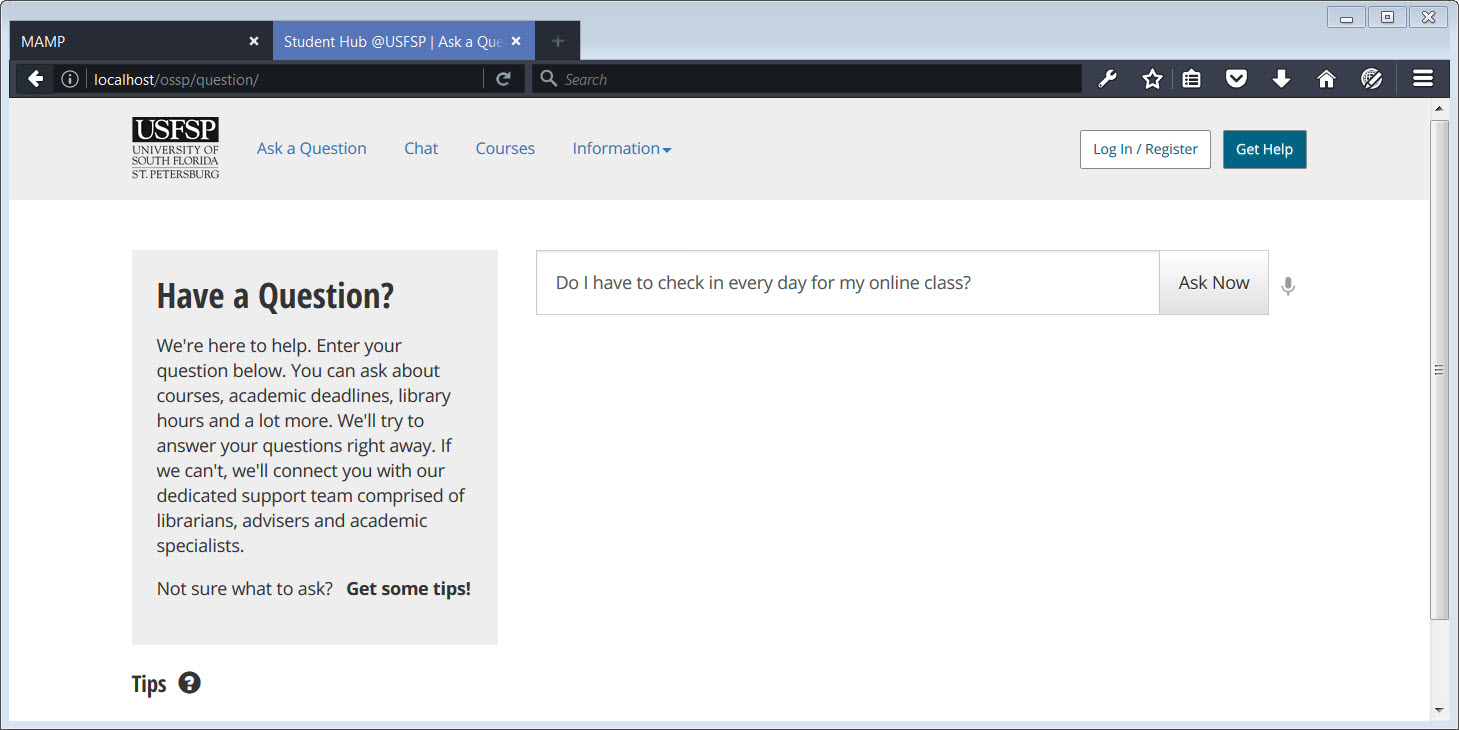 MAMP
Student Hub @USFSP | Ask a Que
localhost/ossp/question/
Search
USFSP
UNIVERSITY OF
SOUTH FLORIDA
ST. PETERSBURG
Ask a Question
Chat
Courses
Information
Log In / Register
Get Help
Have a Question?
We're here to help. Enter your
question below. You can ask about
courses, academic deadlines, library
hours and a lot more. We'll try to
answer your questions right away. If
we can't, we'll connect you with our
dedicated support team comprised of
librarians, advisers and academic
specialists.
Not sure what to ask? Get some tips!
Do I have to check in every day for my online class?
Ask Now
Tips